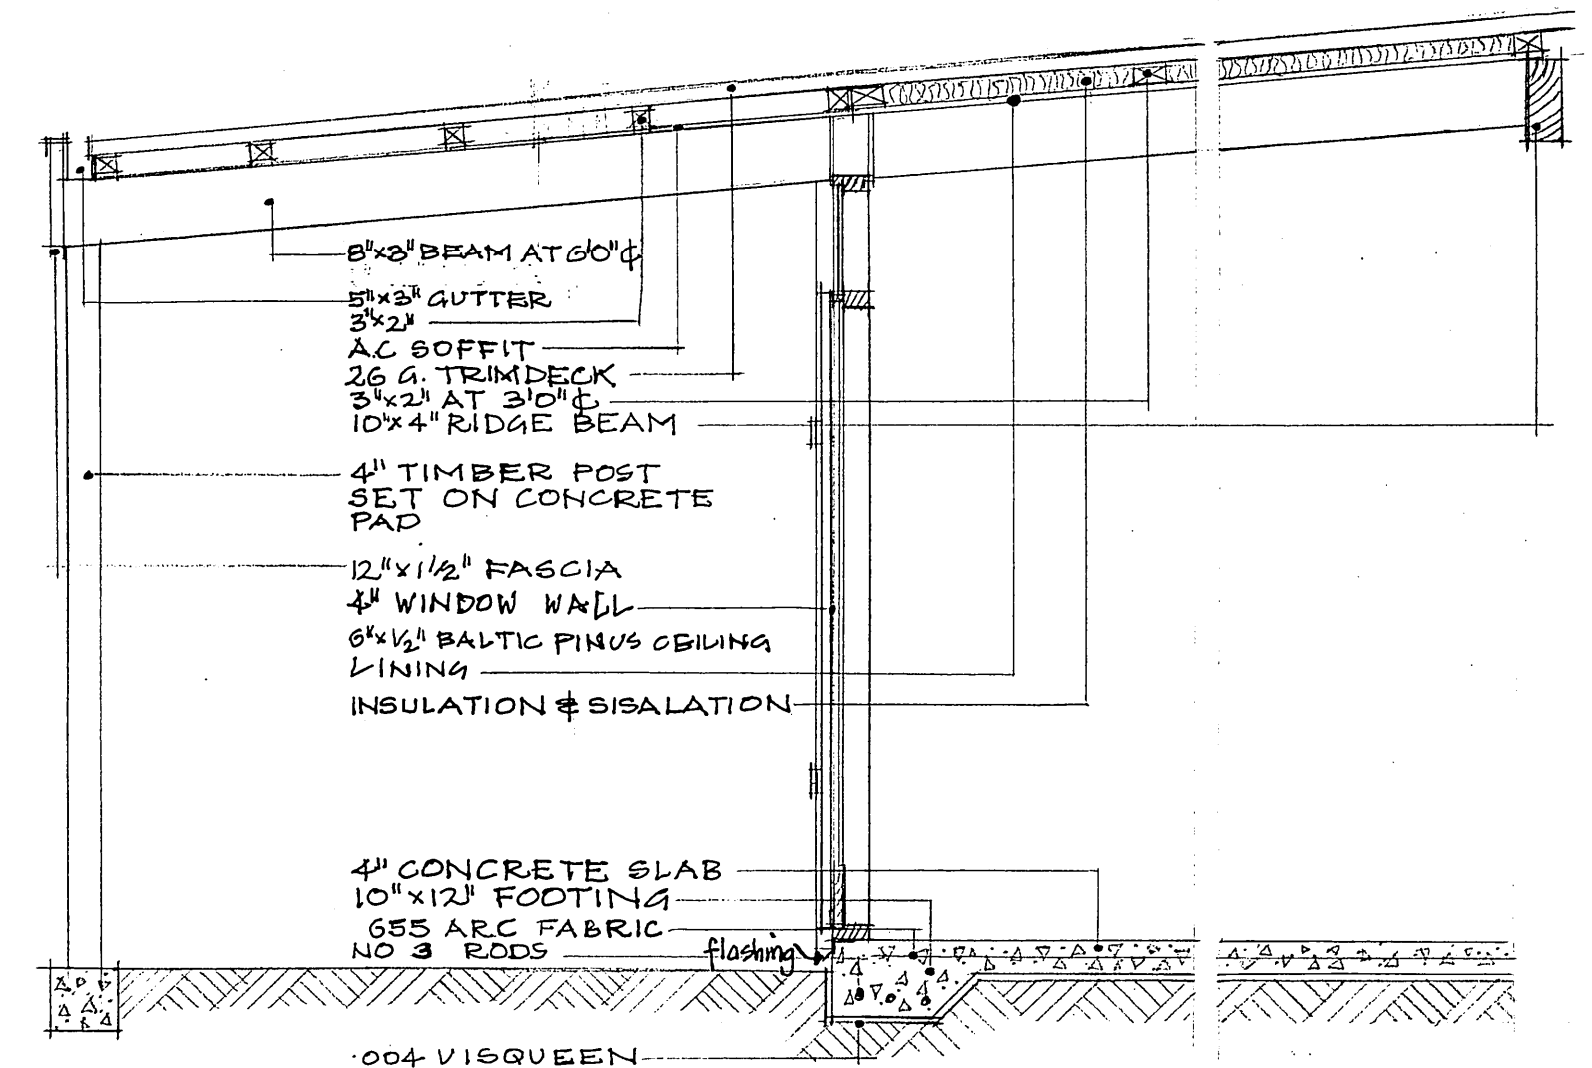 8"x3" BEAM AT 6'0" ¢
5"x3" GUTTER
3"x2"
A.C SOFFIT
26 G. TRIMDECK
3"x2" AT 3'0" ¢
10"x4" RIDGE BEAM
4" TIMBER POST
SET ON CONCRETE
PAD
12"x1 1/2" FASCIA
4" WINDOW WALL
6"x1/2" BALTIC PINUS CEILING
LINING
INSULATION & SISALATION
4" CONCRETE SLAB
10"x12" FOOTING
655 ARC FABRIC
NO 3 RODS
flashing
.004 VISQUEEN